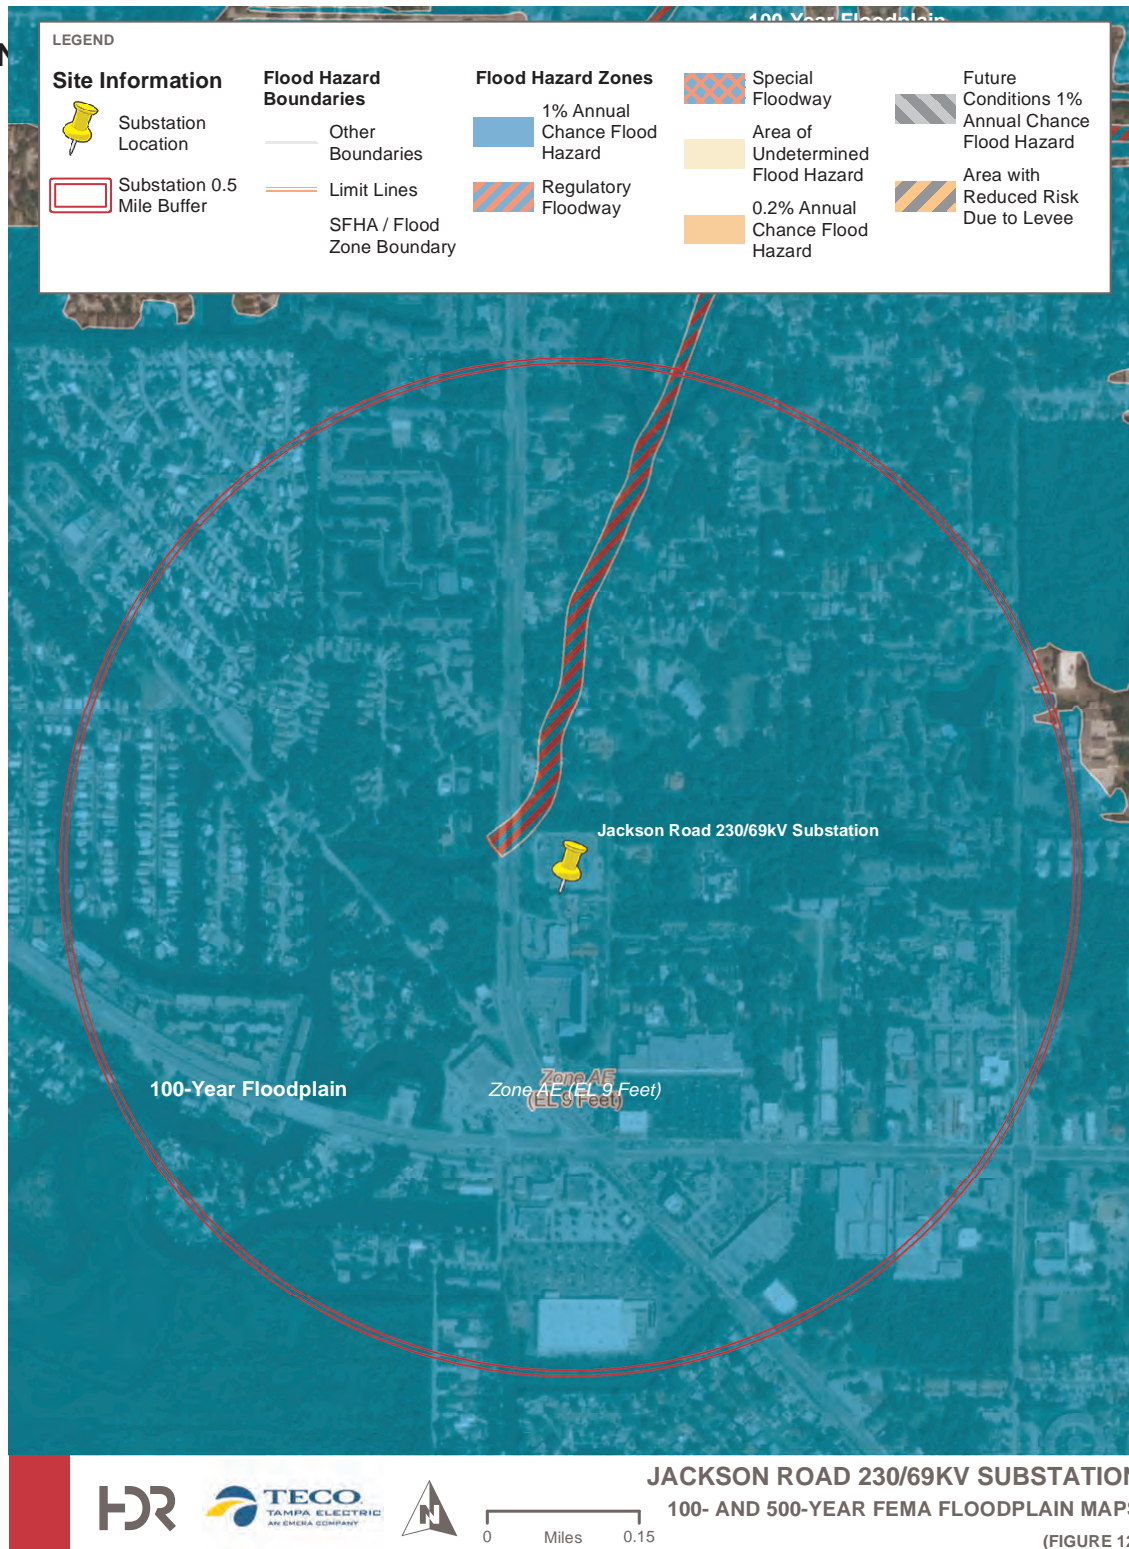 100-Year Floodplain
N
LEGEND
Site Information
Substation
Location
Substation 0.5
Mile Buffer
Flood Hazard
Boundaries
Other
Boundaries
Limit Lines
SFHA / Flood
Zone Boundary
Flood Hazard Zones
1% Annual
Chance Flood
Hazard
Regulatory
Floodway
Special
Floodway
Area of
Undetermined
Flood Hazard
0.2% Annual
Chance Flood
Hazard
Future
Conditions 1%
Annual Chance
Flood Hazard
Area with
Reduced Risk
Due to Levee
Jackson Road 230/69kV Substation
100-Year Floodplain
Zone AE (EL 9 Feet)
Zone AE
(EL 9 Feet)
HDR
TECO.
TAMPA ELECTRIC
AN EMERA COMPANY
N
0 Miles 0.15
JACKSON ROAD 230/69KV SUBSTATION
100- AND 500-YEAR FEMA FLOODPLAIN MAPS
(FIGURE 12